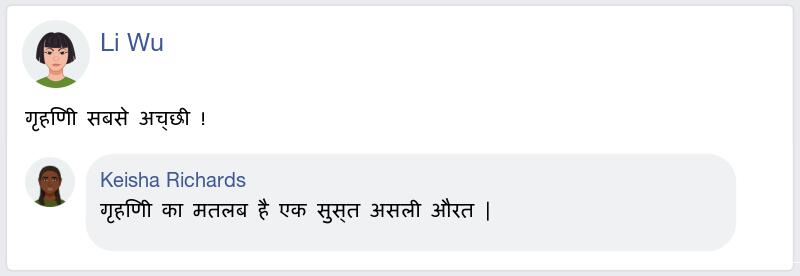 Li Wu
गृहणिी सबसे अच्छी !
Keisha Richards
गृहणिी का मतलब है एक सुस्त असली औरत |